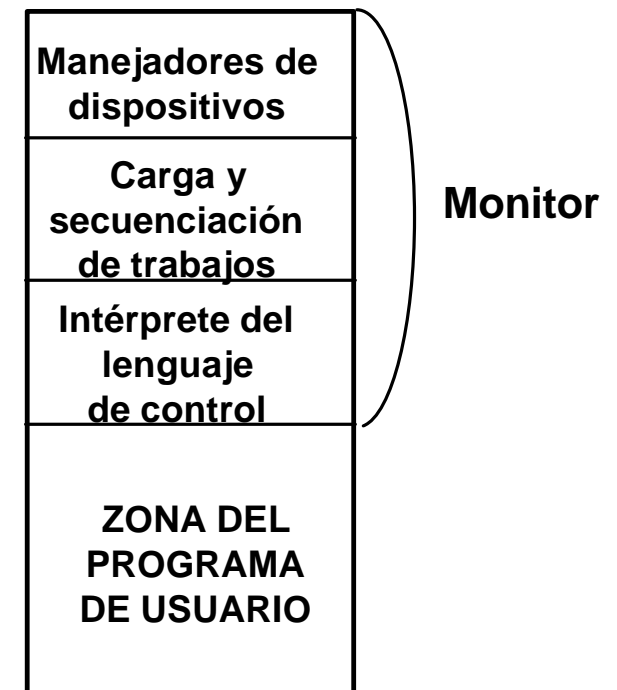 Manejadores de
dispositivos
Carga y
secuenciación
de trabajos
Intérprete del
lenguaje
de control
Monitor
ZONA DEL
PROGRAMA
DE USUARIO